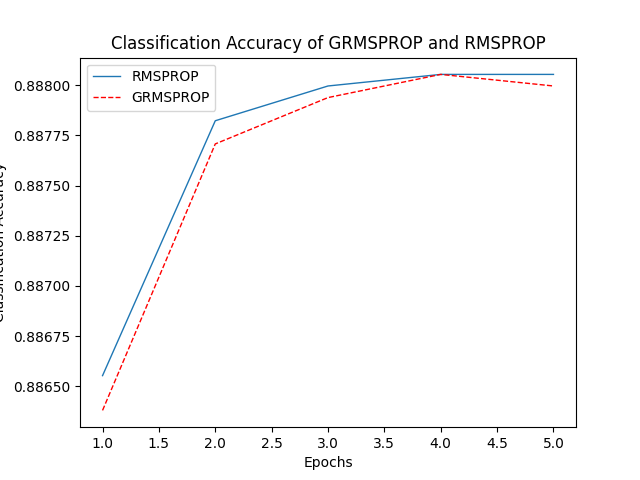 Classification Accuracy of GRMSPROP and RMSPROP
RMSPROP
GRMSPROP
0.88800
0.88775
0.88750
0.88725
0.88700
0.88675
0.88650
Classification Accuracy
1.0 1.5 2.0 2.5 3.0 3.5 4.0 4.5 5.0
Epochs